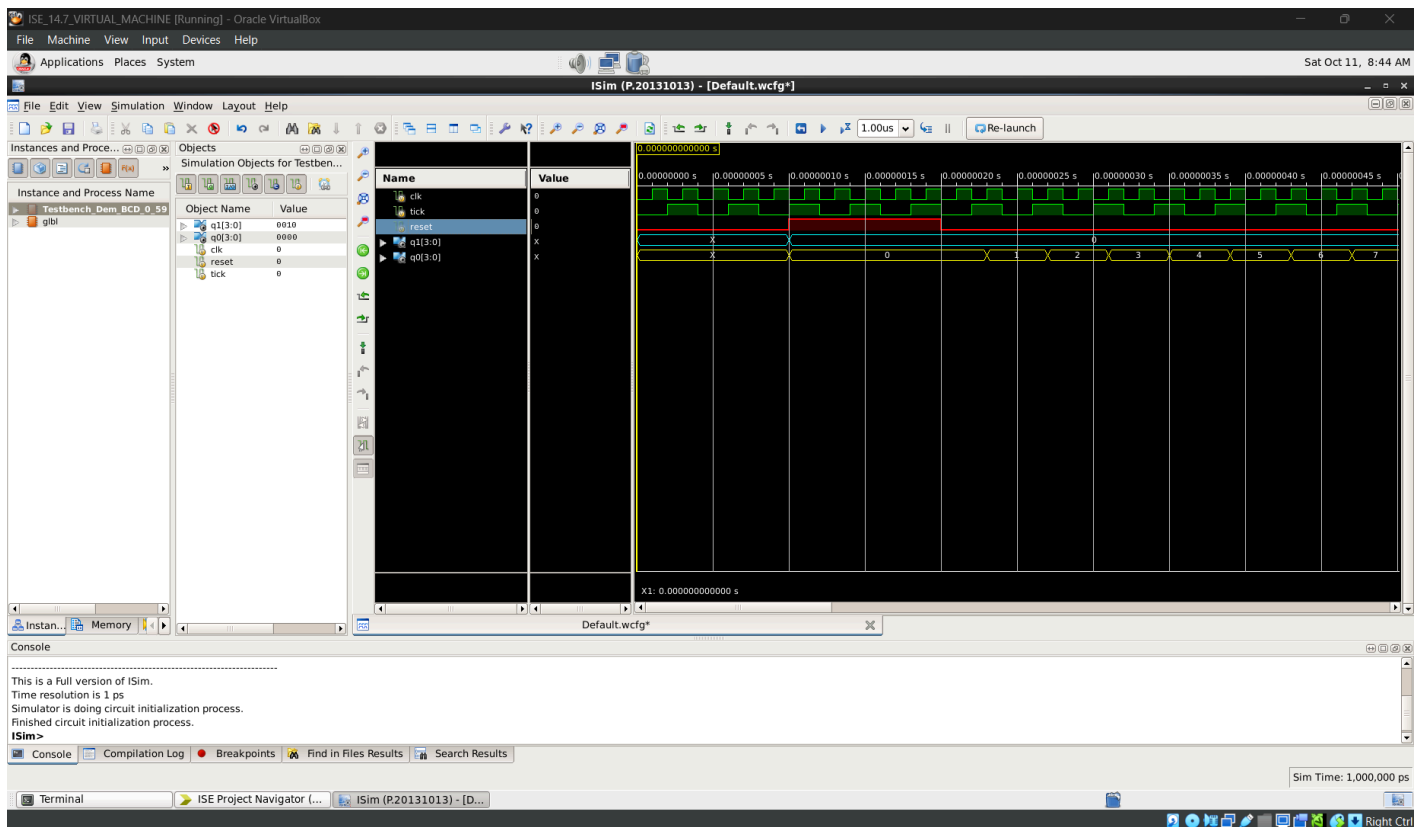 ISE_14.7_VIRTUAL_MACHINE [Running] - Oracle VirtualBox
File Machine View Input Devices Help
Applications Places System
Sat Oct 11, 8:44 AM
ISim (P.20131013) - [Default.wcfg*]
File Edit View Simulation Window Layout Help
1.00us Re-launch
Instances and Proce...
Instance and Process Name
Testbench_Dem_BCD_0_59
glbl
Instan... Memory
Objects
Simulation Objects for Testben...
Object Name Value
q1[3:0] 0010
q0[3:0] 0000
clk 0
reset 0
tick 0
Name Value
clk 0
tick 0
reset 0
q1[3:0] X
q0[3:0] X
0.000000000000 s
0.00000000 s 0.00000005 s 0.00000010 s 0.00000015 s 0.00000020 s 0.00000025 s 0.00000030 s 0.00000035 s 0.00000040 s 0.00000045 s
X 0
X 0 1 2 3 4 5 6 7
X1: 0.000000000000 s
Default.wcfg*
Console
This is a Full version of ISim.
Time resolution is 1 ps
Simulator is doing circuit initialization process.
Finished circuit initialization process.
ISim>
Console Compilation Log Breakpoints Find in Files Results Search Results
Sim Time: 1,000,000 ps
Terminal ISE Project Navigator (... ISim (P.20131013) - [D...
Right Ctrl